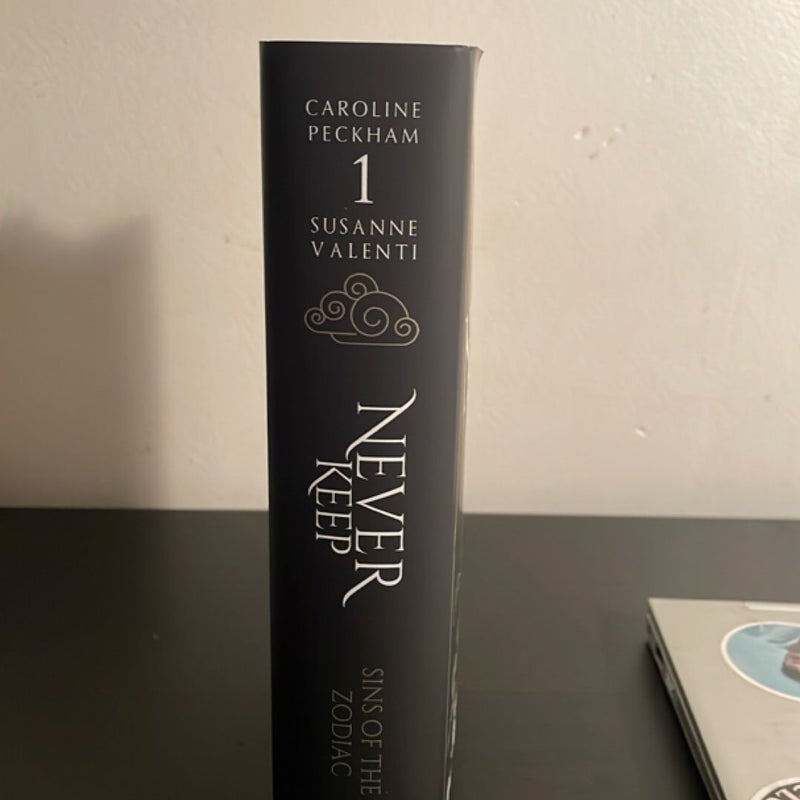 CAROLINE
PECKHAM
1
SUSANNE
VALENTI
NEVER
KEEP
SINS OF THE
ZODIAC